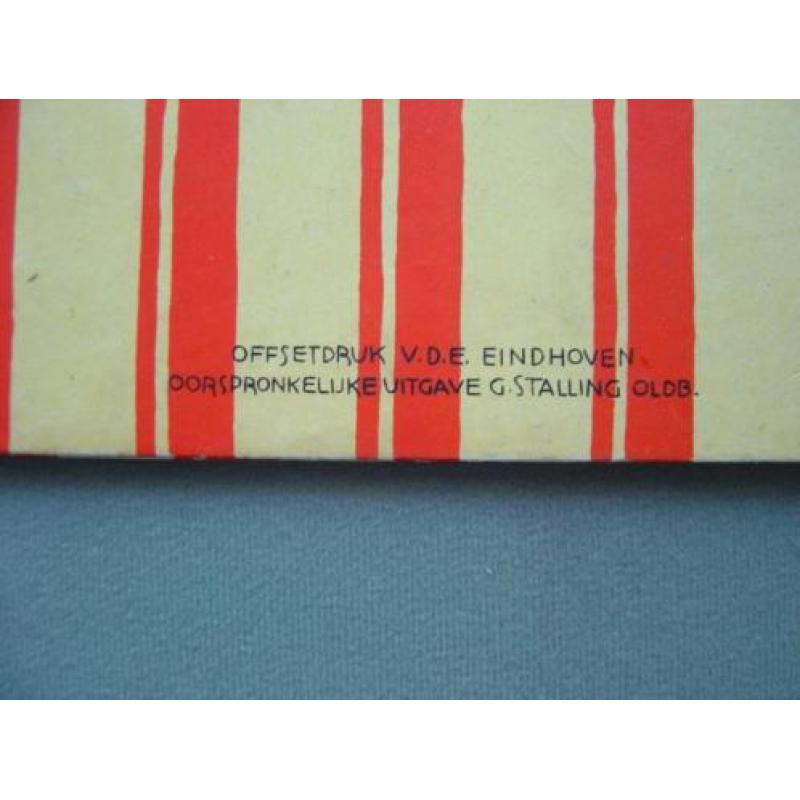 OFFSETDRUK V.D.E. EINDHOVEN
OORSPRONKELIJKE UITGAVE G.STALLING OLDB.